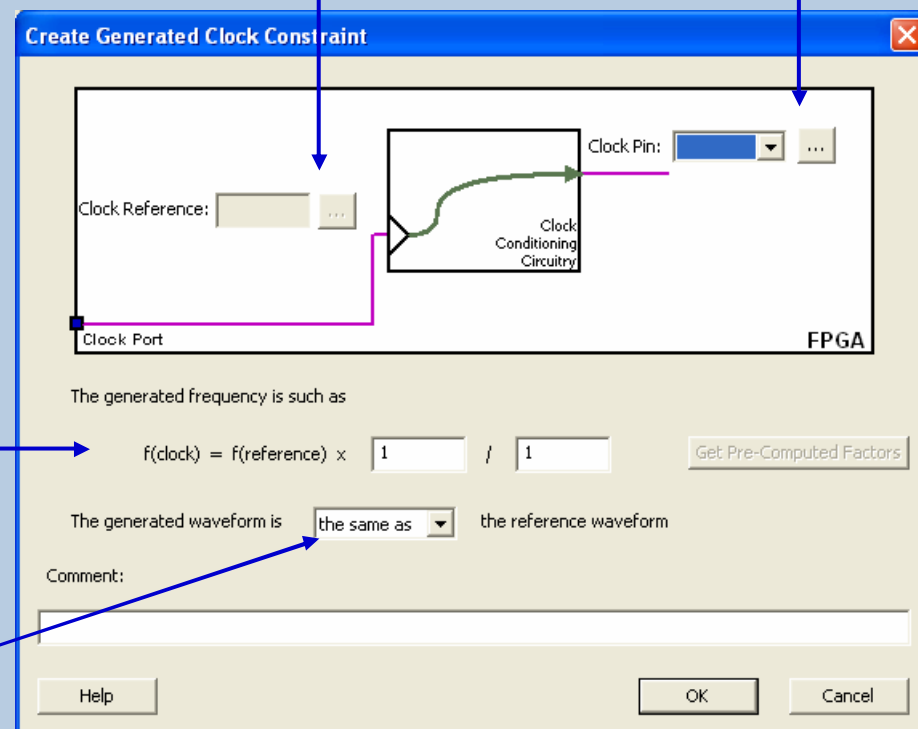 Create Generated Clock Constraint
Clock Pin:
...
Clock Reference:
...
Clock
Conditioning
Circuitry
Clock Port
FPGA
The generated frequency is such as
f(clock) = f(reference) x 1 / 1
Get Pre-Computed Factors
The generated waveform is the same as the reference waveform
Comment:
Help
OK
Cancel